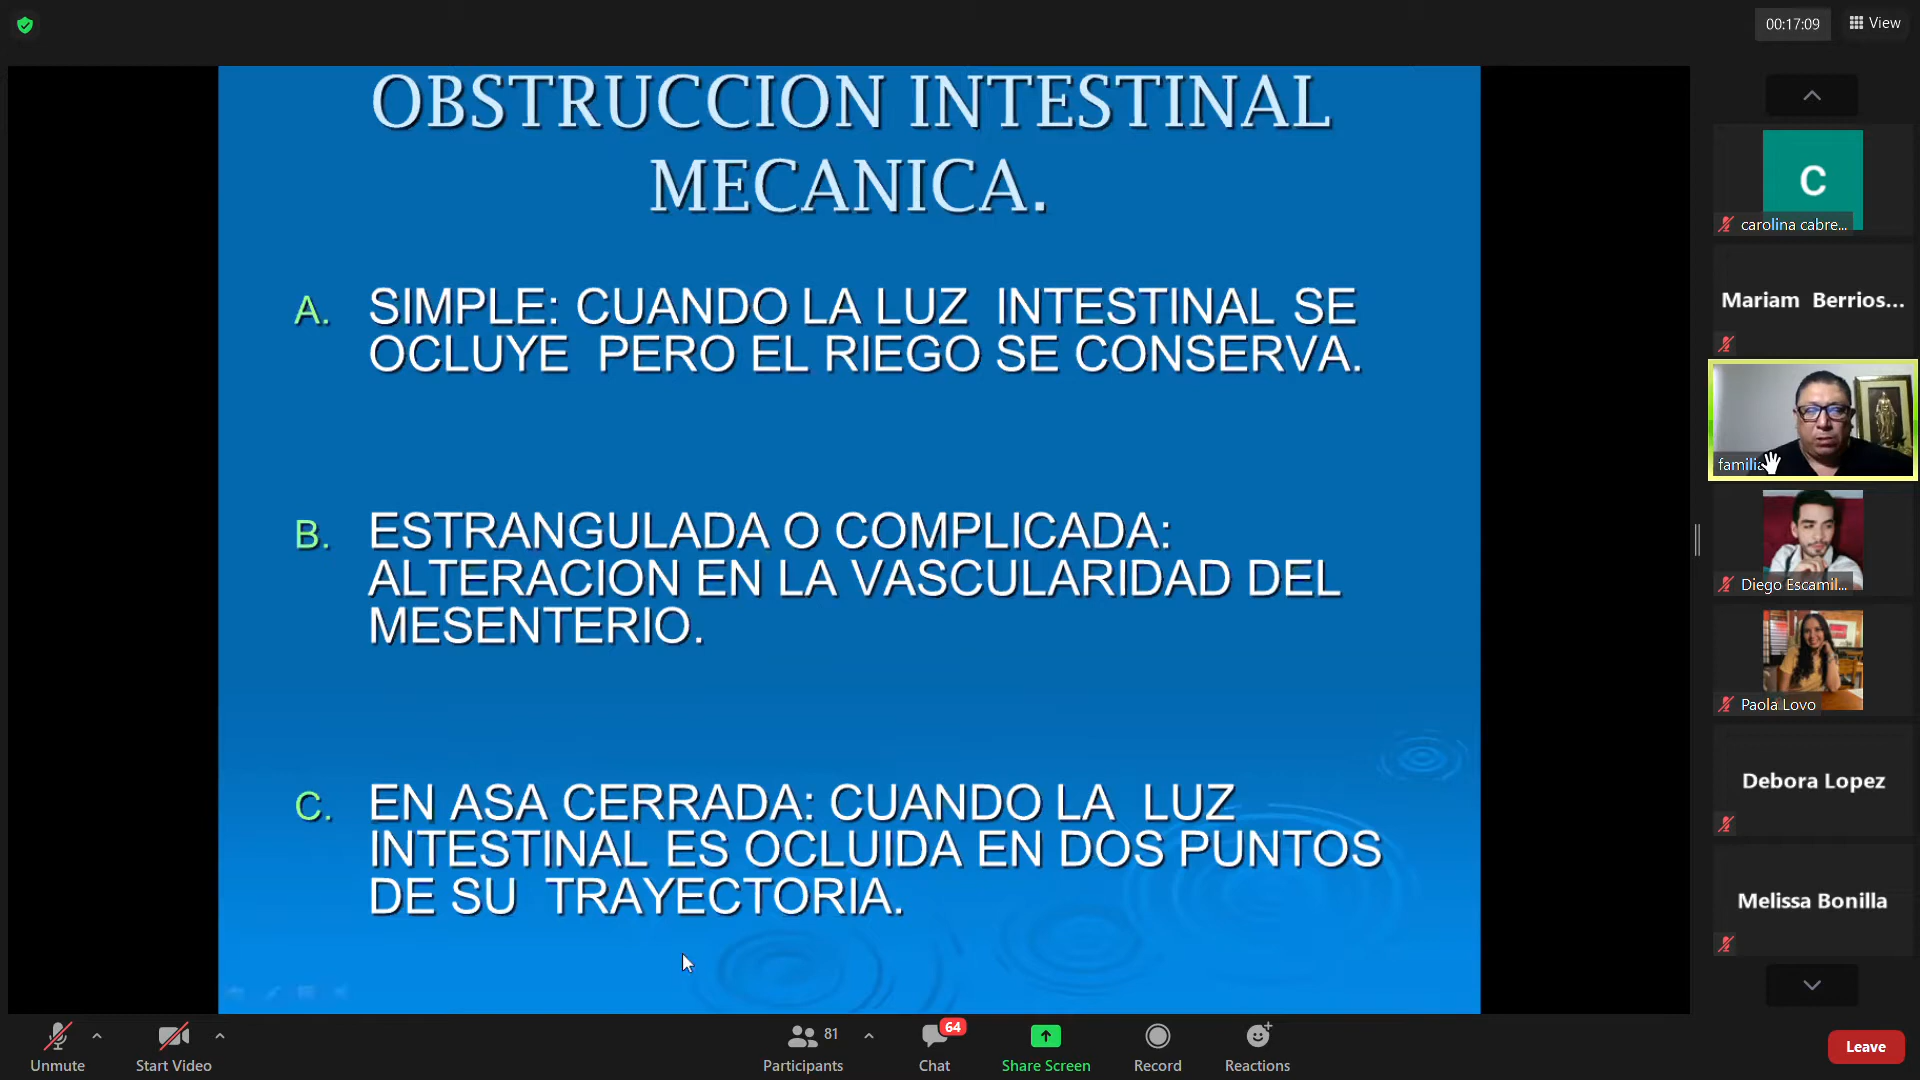 00:17:09
View
OBSTRUCCION INTESTINAL
MECANICA.
A. SIMPLE: CUANDO LA LUZ INTESTINAL SE
OCLUYE PERO EL RIEGO SE CONSERVA.
B. ESTRANGULADA O COMPLICADA:
ALTERACION EN LA VASCULARIDAD DEL
MESENTERIO.
C. EN ASA CERRADA: CUANDO LA LUZ
INTESTINAL ES OCLUIDA EN DOS PUNTOS
DE SU TRAYECTORIA.
C
carolina cabre...
Mariam Berrios...
familia
Diego Escamil...
Paola Lovo
Debora Lopez
Melissa Bonilla
Unmute
Start Video
81
Participants
64
Chat
Share Screen
Record
Reactions
Leave